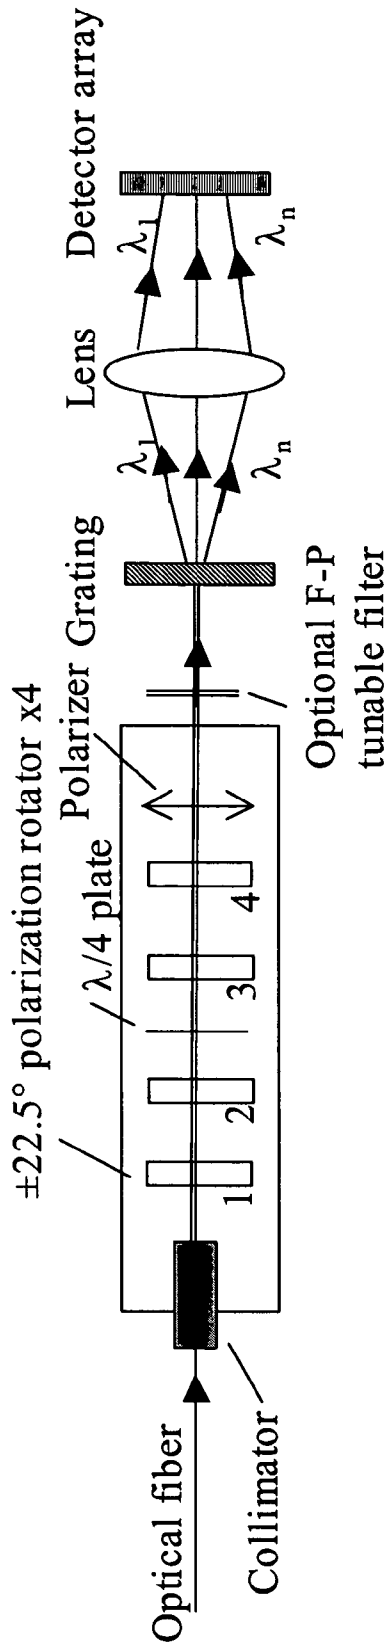 Optical fiber
Collimator
±22.5° polarization rotator x4
λ/4 plate
1
2
3
4
Polarizer
Grating
Optional F-P
tunable filter
λ1
λn
Lens
λ1
λn
Detector array